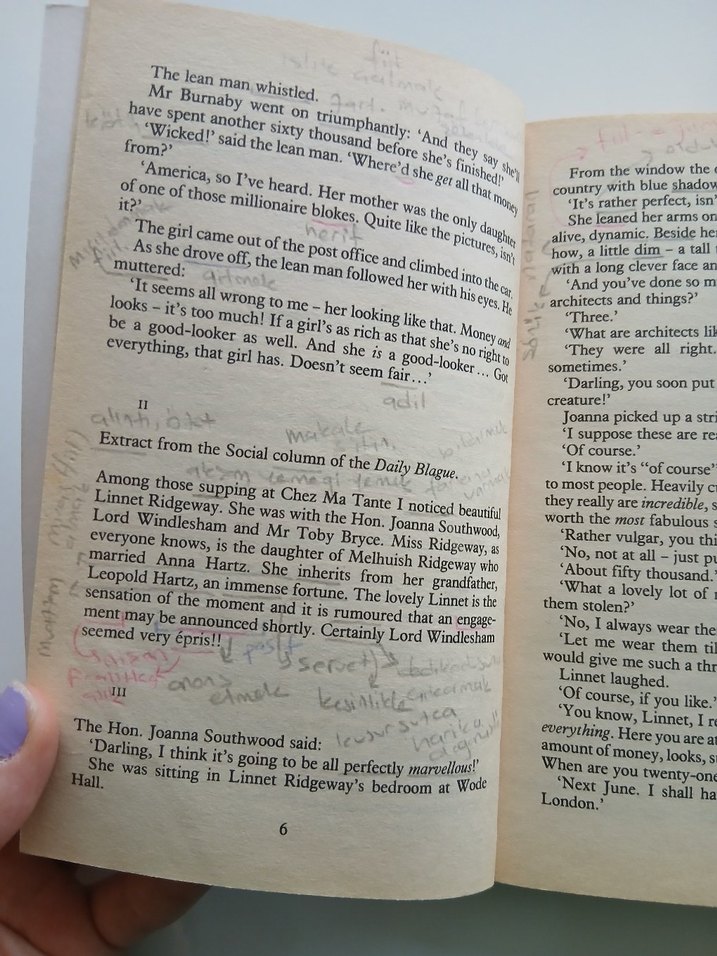 The lean man whistled.
Mr Burnaby went on triumphantly: 'And they say she'll
have spent another sixty thousand before she's finished!'
'Wicked!' said the lean man. 'Where'd she get all that money
from?'
'America, so I've heard. Her mother was the only daughter
of one of those millionaire blokes. Quite like the pictures, isn't
it?'
herif
The girl came out of the post office and climbed into the car.
As she drove off, the lean man followed her with his eyes. He
muttered:
'It seems all wrong to me – her looking like that. Money and
looks – it's too much! If a girl's as rich as that she's no right to
be a good-looker as well. And she is a good-looker... Got
everything, that girl has. Doesn't seem fair...'
adil
II
makale
Extract from the Social column of the Daily Blague.
akşam yemeği yemek
Among those supping at Chez Ma Tante I noticed beautiful
Linnet Ridgeway. She was with the Hon. Joanna Southwood,
Lord Windlesham and Mr Toby Bryce. Miss Ridgeway, as
everyone knows, is the daughter of Melhuish Ridgeway who
married Anna Hartz. She inherits from her grandfather,
Leopold Hartz, an immense fortune. The lovely Linnet is the
sensation of the moment and it is rumoured that an engage-
ment may be announced shortly. Certainly Lord Windlesham
seemed very épris!!
servet
anons
etmek
kesinlikle
III
kusursuzca
harika
The Hon. Joanna Southwood said:
'Darling, I think it's going to be all perfectly marvellous!'
She was sitting in Linnet Ridgeway's bedroom at Wode
Hall.
6
From the window the
country with blue shadow
'It's rather perfect, isn'
She leaned her arms on
alive, dynamic. Beside her
how, a little dim – a tall
with a long clever face an
'And you've done so m
architects and things?'
'Three.'
'What are architects lik
'They were all right.
sometimes.'
'Darling, you soon put
creature!'
Joanna picked up a stri
'I suppose these are rea
'Of course.'
'I know it's "of course"
to most people. Heavily cu
they really are incredible, s
worth the most fabulous s
'Rather vulgar, you thi
'No, not at all – just pu
'About fifty thousand.'
'What a lovely lot of
them stolen?'
'No, I always wear the
'Let me wear them til
would give me such a thr
Linnet laughed.
'Of course, if you like.'
'You know, Linnet, I r
everything. Here you are at
amount of money, looks, s
When are you twenty-one
'Next June. I shall ha
London.'